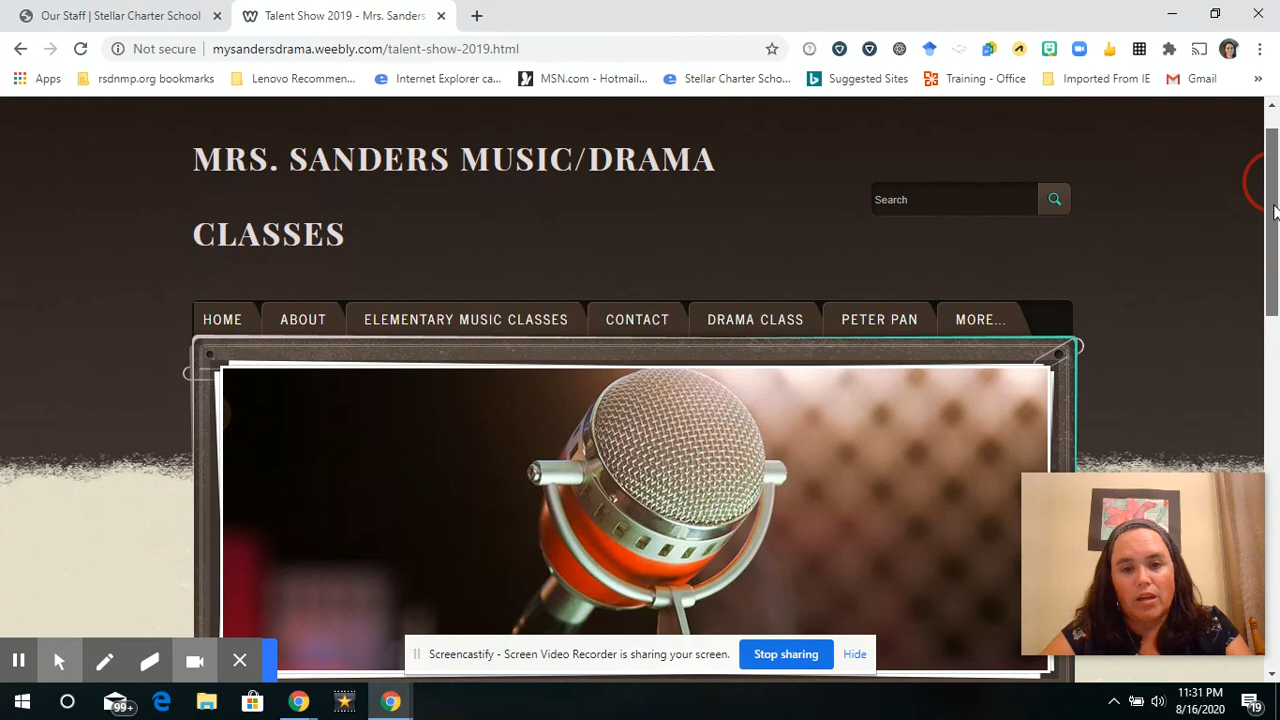 Our Staff | Stellar Charter School
Talent Show 2019 - Mrs. Sanders
Not secure
mysandersdrama.weebly.com/talent-show-2019.html
Apps
rsdnmp.org bookmarks
Lenovo Recommen...
Internet Explorer ca...
MSN.com - Hotmail...
Stellar Charter Scho...
Suggested Sites
Training - Office
Imported From IE
Gmail
»
MRS. SANDERS MUSIC/DRAMA
CLASSES
Search
HOME
ABOUT
ELEMENTARY MUSIC CLASSES
CONTACT
DRAMA CLASS
PETER PAN
MORE...
Screencastify - Screen Video Recorder is sharing your screen.
Stop sharing
Hide
99+
11:31 PM
8/16/2020
19